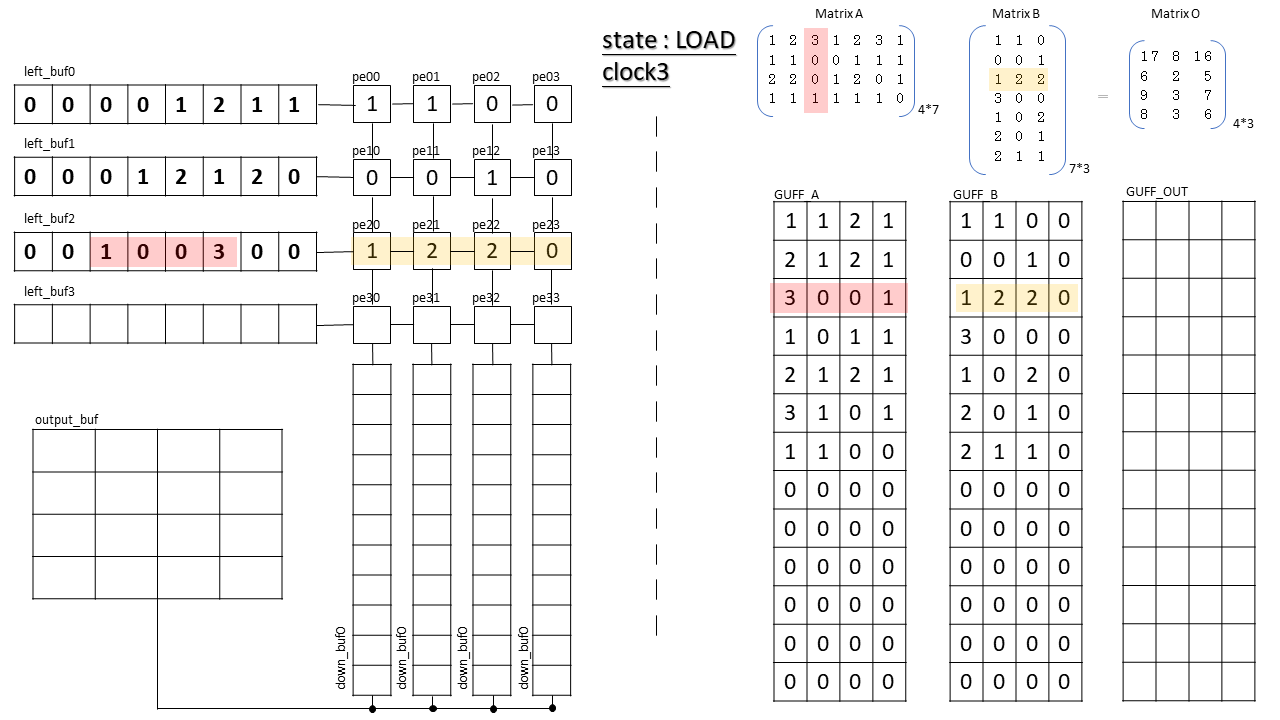 state : LOAD
clock3
left_buf0
0 0 0 0 1 2 1 1
left_buf1
0 0 0 1 2 1 2 0
left_buf2
0 0 1 0 0 3 0 0
left_buf3
pe00 pe01 pe02 pe03
1 1 0 0
pe10 pe11 pe12 pe13
0 0 1 0
pe20 pe21 pe22 pe23
1 2 2 0
pe30 pe31 pe32 pe33
output_buf
down_buf0 down_buf0 down_buf0 down_buf0
Matrix A
1 2 3 1 2 3 1
1 1 0 0 1 1 1
2 2 0 1 2 0 1
1 1 1 1 1 1 0
4*7
Matrix B
1 1 0
0 0 1
1 2 2
3 0 0
1 0 2
2 0 1
2 1 1
7*3
=
Matrix O
17 8 16
6 2 5
9 3 7
8 3 6
4*3
GUFF_A
1 1 2 1
2 1 2 1
3 0 0 1
1 0 1 1
2 1 2 1
3 1 0 1
1 1 0 0
0 0 0 0
0 0 0 0
0 0 0 0
0 0 0 0
0 0 0 0
0 0 0 0
GUFF_B
1 1 0 0
0 0 1 0
1 2 2 0
3 0 0 0
1 0 2 0
2 0 1 0
2 1 1 0
0 0 0 0
0 0 0 0
0 0 0 0
0 0 0 0
0 0 0 0
0 0 0 0
GUFF_OUT